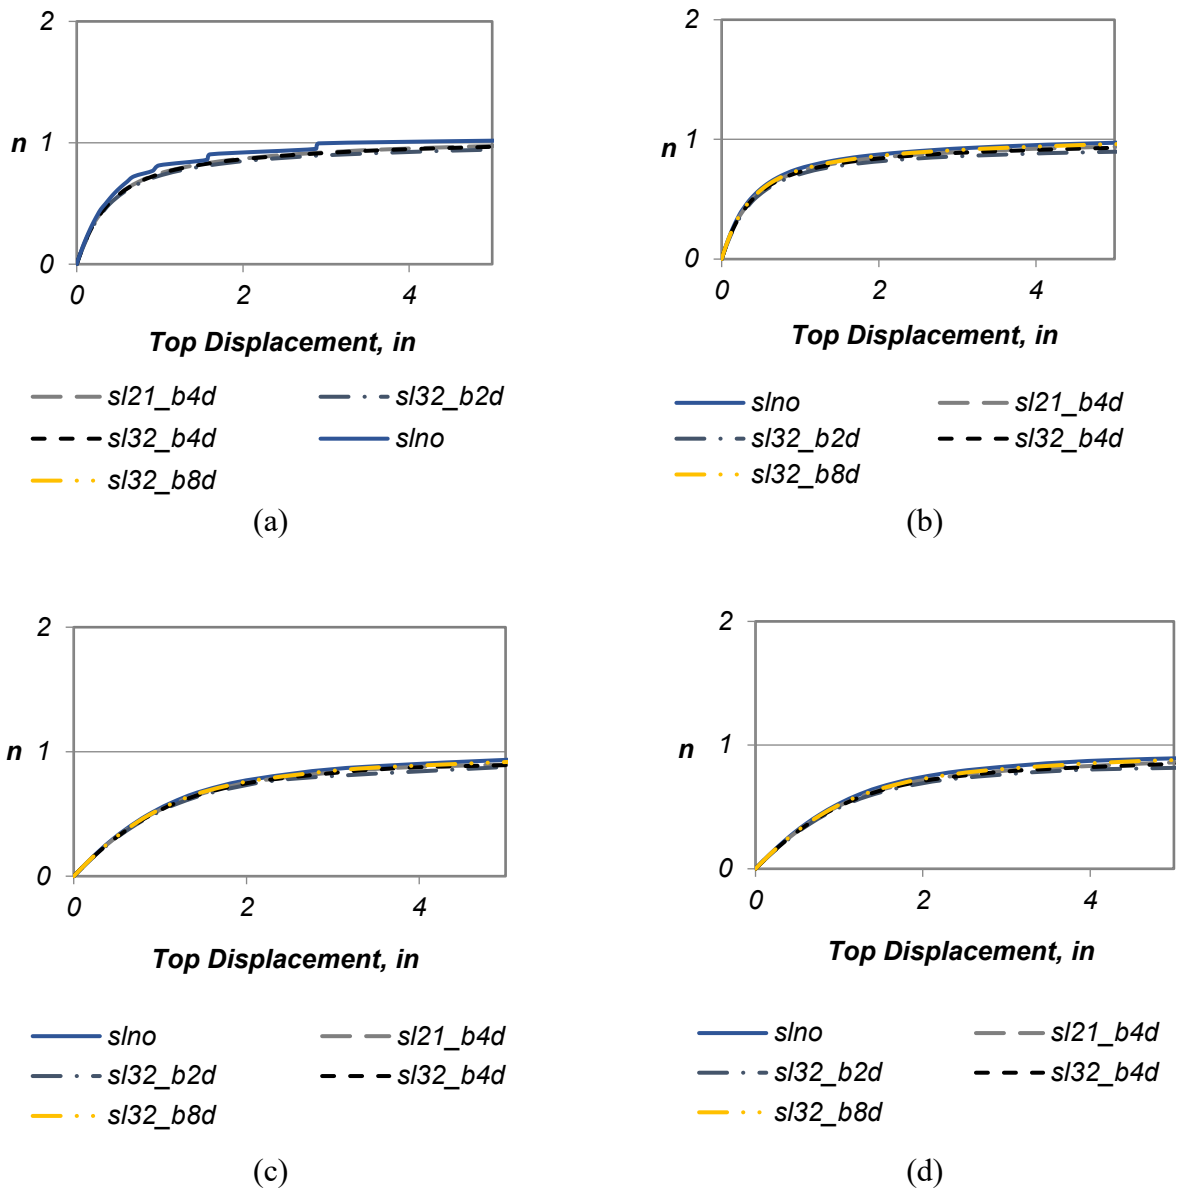 2
1
n
0
0 2 4
Top Displacement, in
sl21_b4d sl32_b2d
sl32_b4d slno
sl32_b8d
(a)
2
1
n
0
0 2 4
Top Displacement, in
slno sl21_b4d
sl32_b2d sl32_b4d
sl32_b8d
(b)
2
n 1
0
0 2 4
Top Displacement, in
slno sl21_b4d
sl32_b2d sl32_b4d
sl32_b8d
(c)
2
n 1
0
0 2 4
Top Displacement, in
slno sl21_b4d
sl32_b2d sl32_b4d
sl32_b8d
(d)